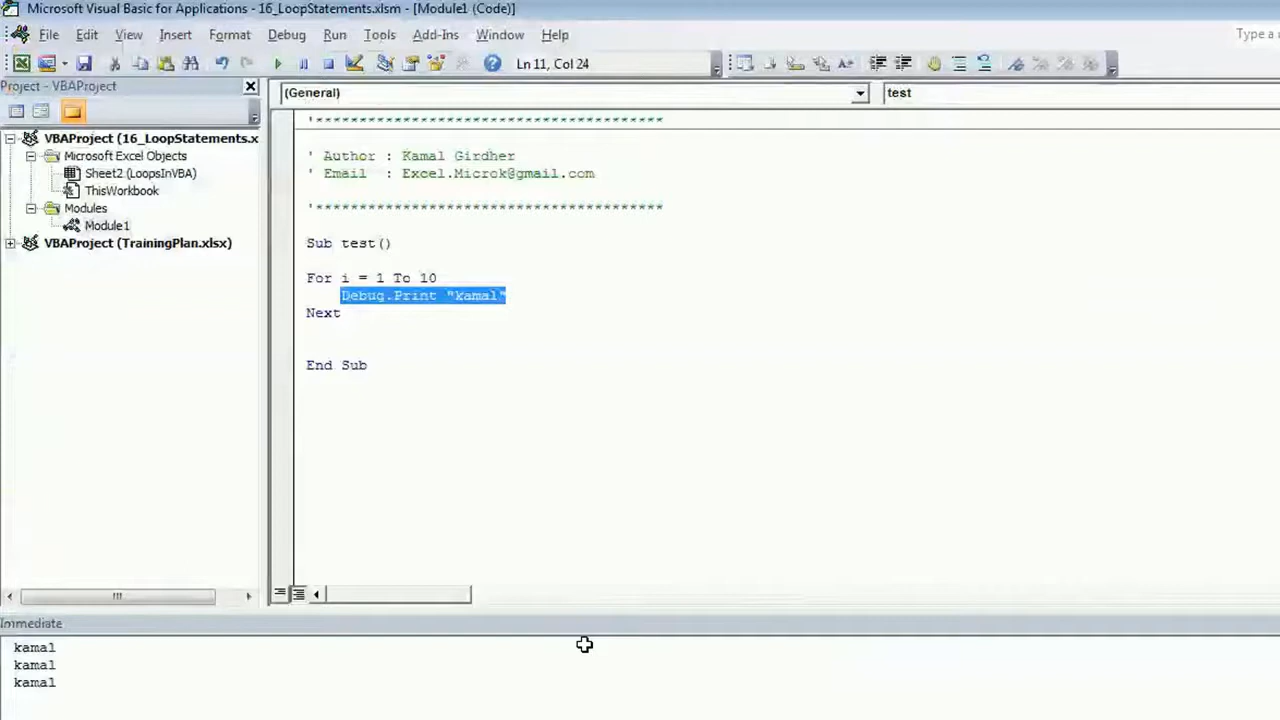 Microsoft Visual Basic for Applications - 16_LoopStatements.xlsm - [Module1 (Code)]
File Edit View Insert Format Debug Run Tools Add-Ins Window Help
Type a
Ln 11, Col 24
Project - VBAProject
(General)
test
VBAProject (16_LoopStatements.x
Microsoft Excel Objects
Sheet2 (LoopsInVBA)
ThisWorkbook
Modules
Module1
VBAProject (TrainingPlan.xlsx)
'****************************************
' Author : Kamal Girdher
' Email  : Excel.Microk@gmail.com
'****************************************
Sub test()
For i = 1 To 10
Debug.Print "kamal"
Next
End Sub
Immediate
kamal
kamal
kamal